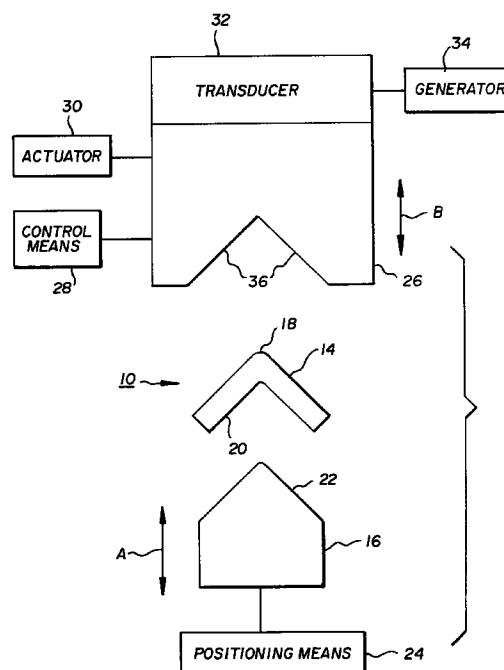 32
34
TRANSDUCER
GENERATOR
30
ACTUATOR
B
CONTROL
MEANS
28
36
26
18
14
10
20
22
A
16
POSITIONING MEANS
24